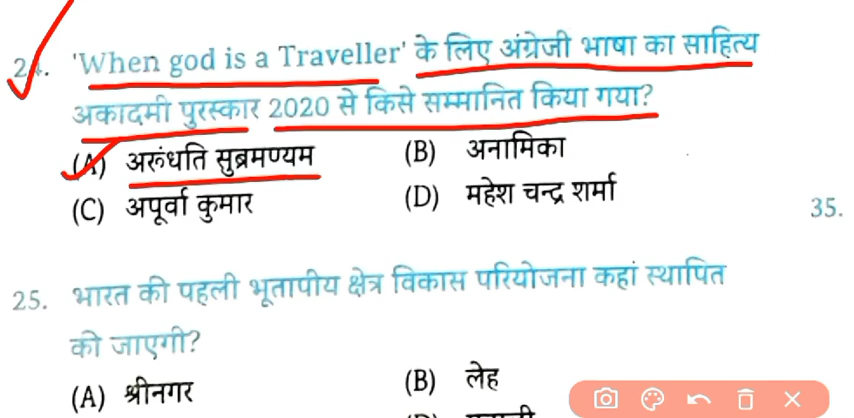 24. 'When god is a Traveller' के लिए अंग्रेजी भाषा का साहित्य
अकादमी पुरस्कार 2020 से किसे सम्मानित किया गया?
(A) अरुंधति सुब्रमण्यम (B) अनामिका
(C) अपूर्वा कुमार (D) महेश चन्द्र शर्मा
35.
25. भारत की पहली भूतापीय क्षेत्र विकास परियोजना कहां स्थापित
की जाएगी?
(A) श्रीनगर (B) लेह